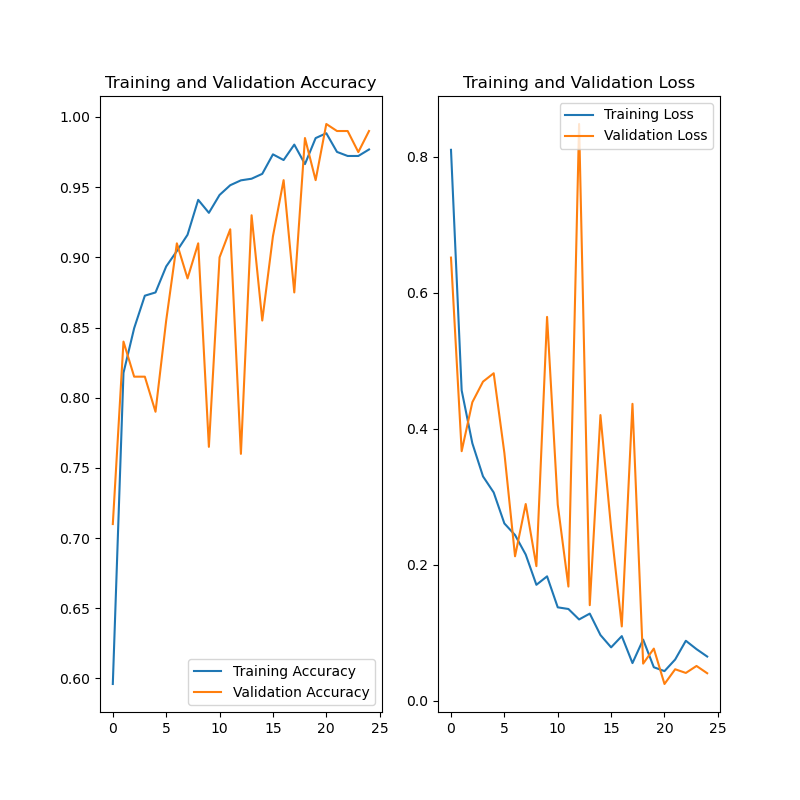 Training and Validation Accuracy
1.00
0.95
0.90
0.85
0.80
0.75
0.70
0.65
0.60
Training Accuracy
Validation Accuracy
0 5 10 15 20 25
Training and Validation Loss
Training Loss
Validation Loss
0.8
0.6
0.4
0.2
0.0
0 5 10 15 20 25